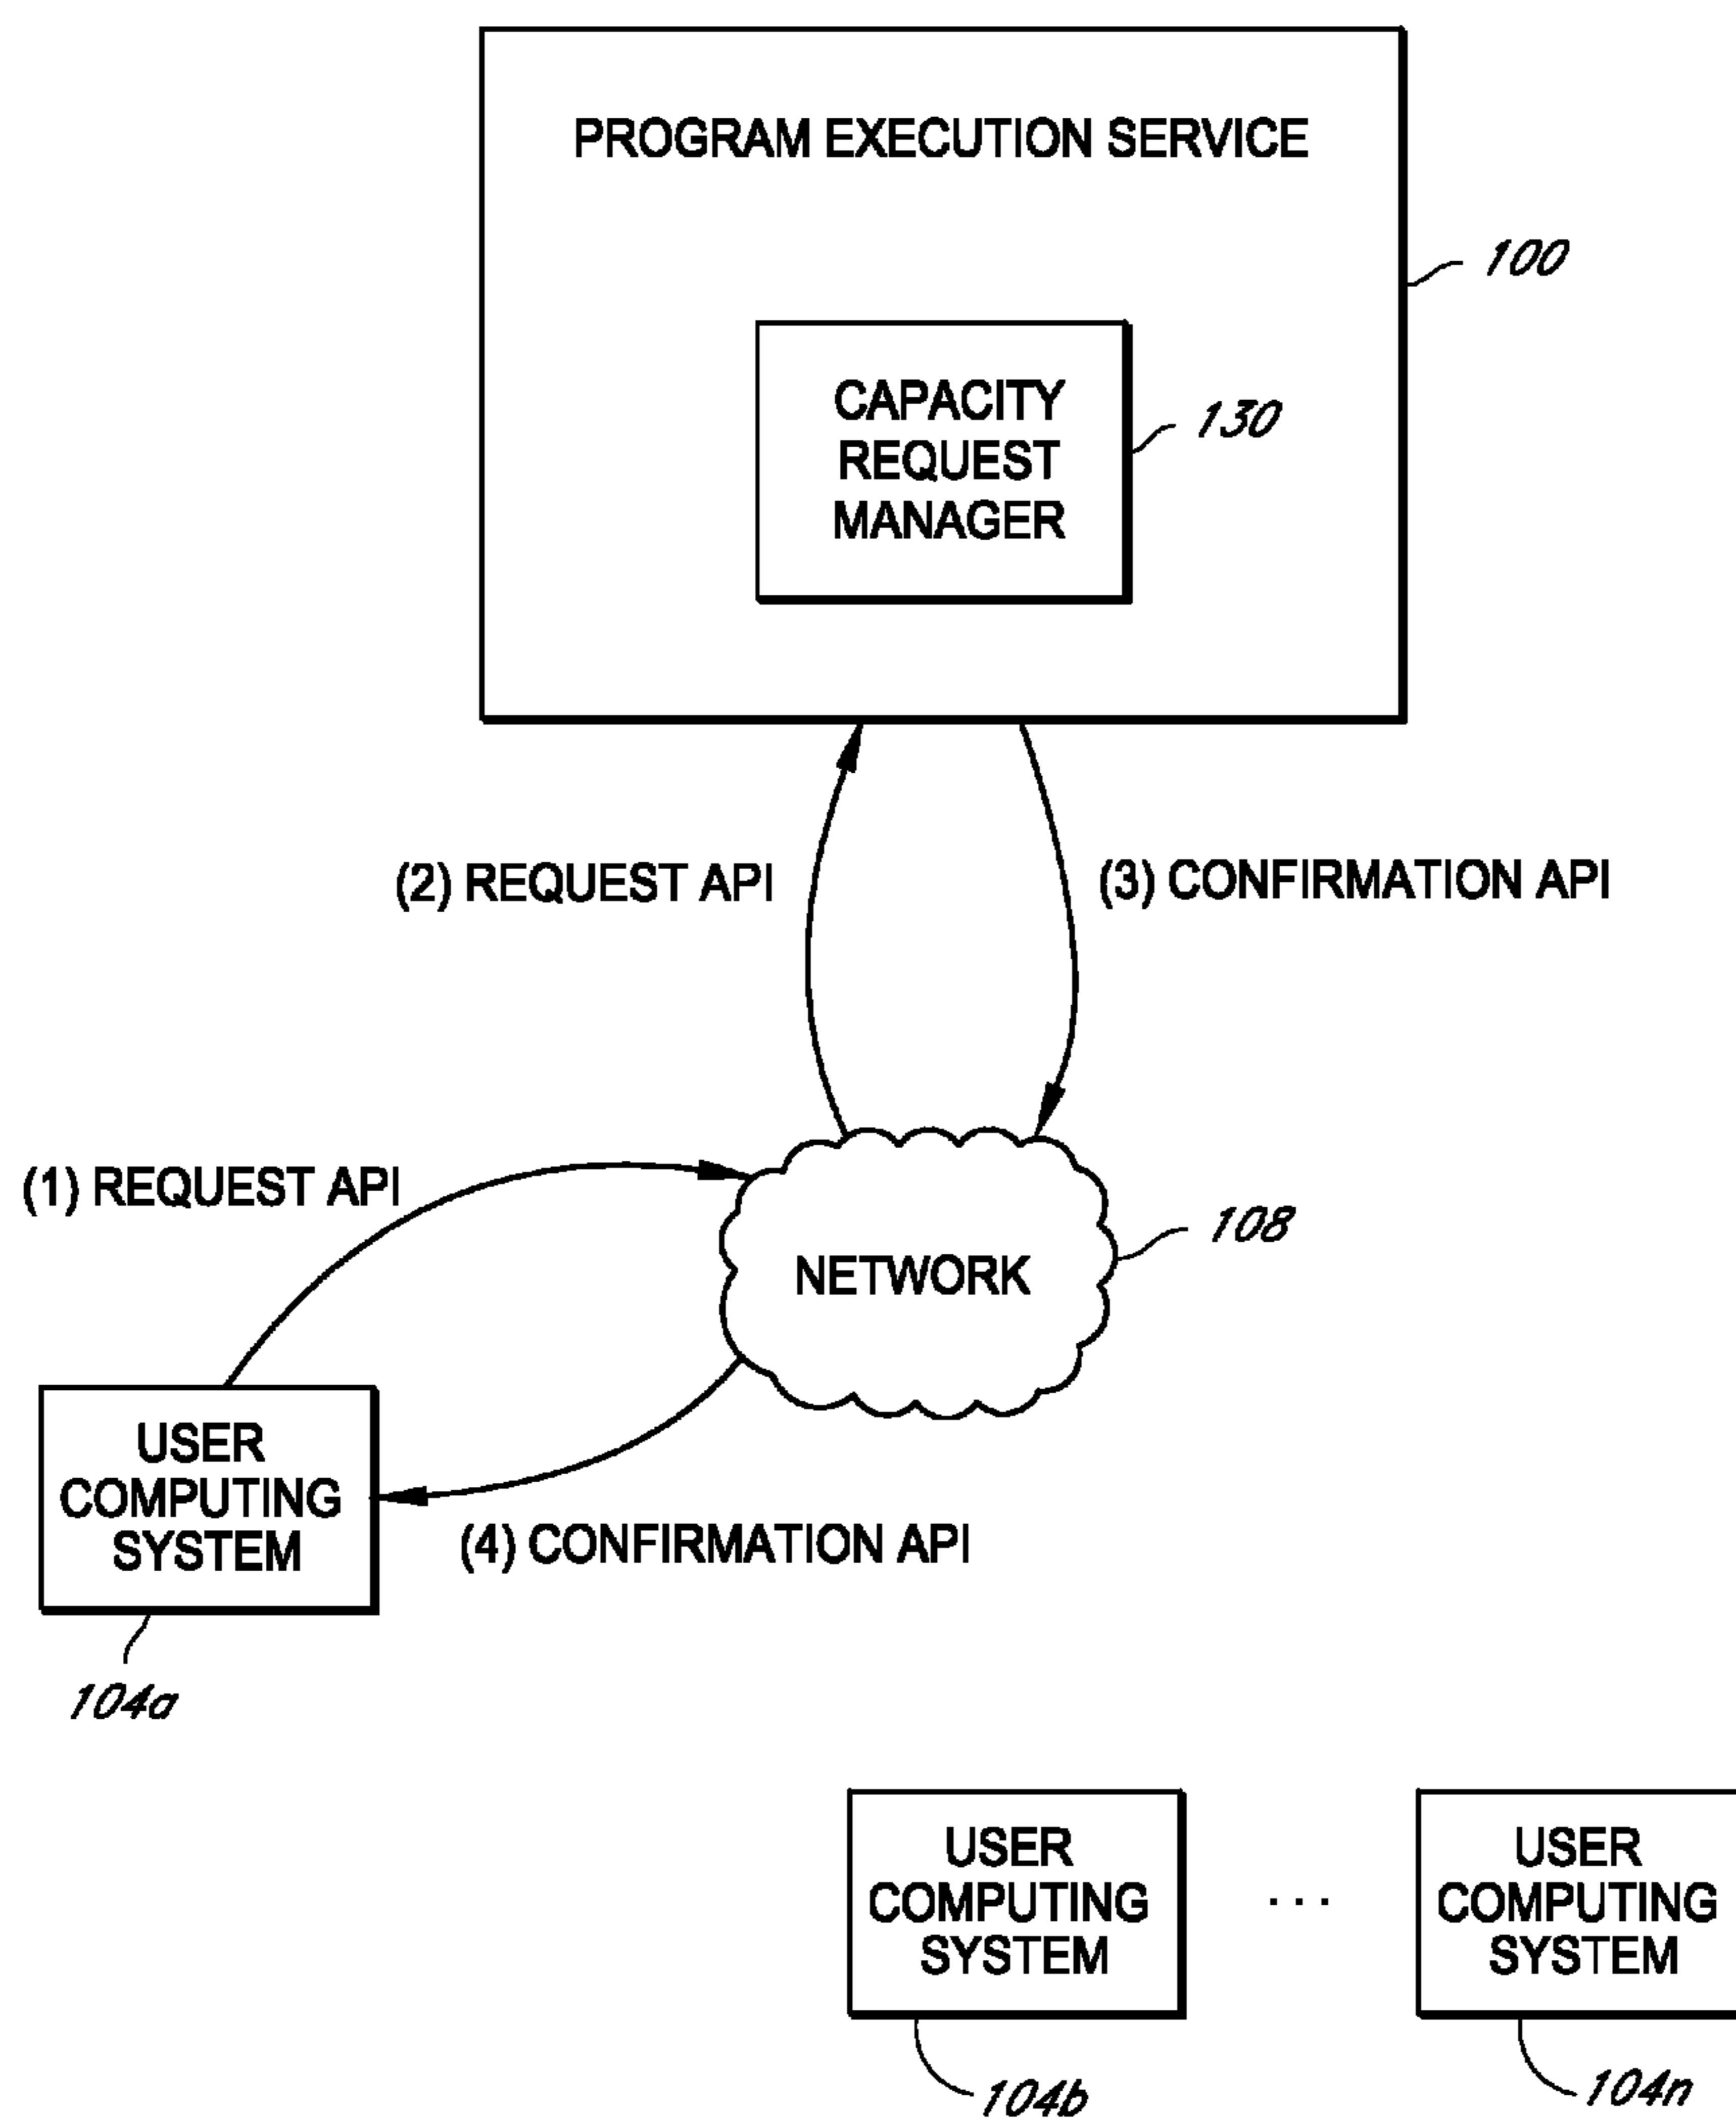 PROGRAM EXECUTION SERVICE
100
CAPACITY
REQUEST
MANAGER
130
(2) REQUEST API
(3) CONFIRMATION API
(1) REQUEST API
NETWORK
108
USER
COMPUTING
SYSTEM
(4) CONFIRMATION API
104a
USER
COMPUTING
SYSTEM
. . .
USER
COMPUTING
SYSTEM
104b
104n